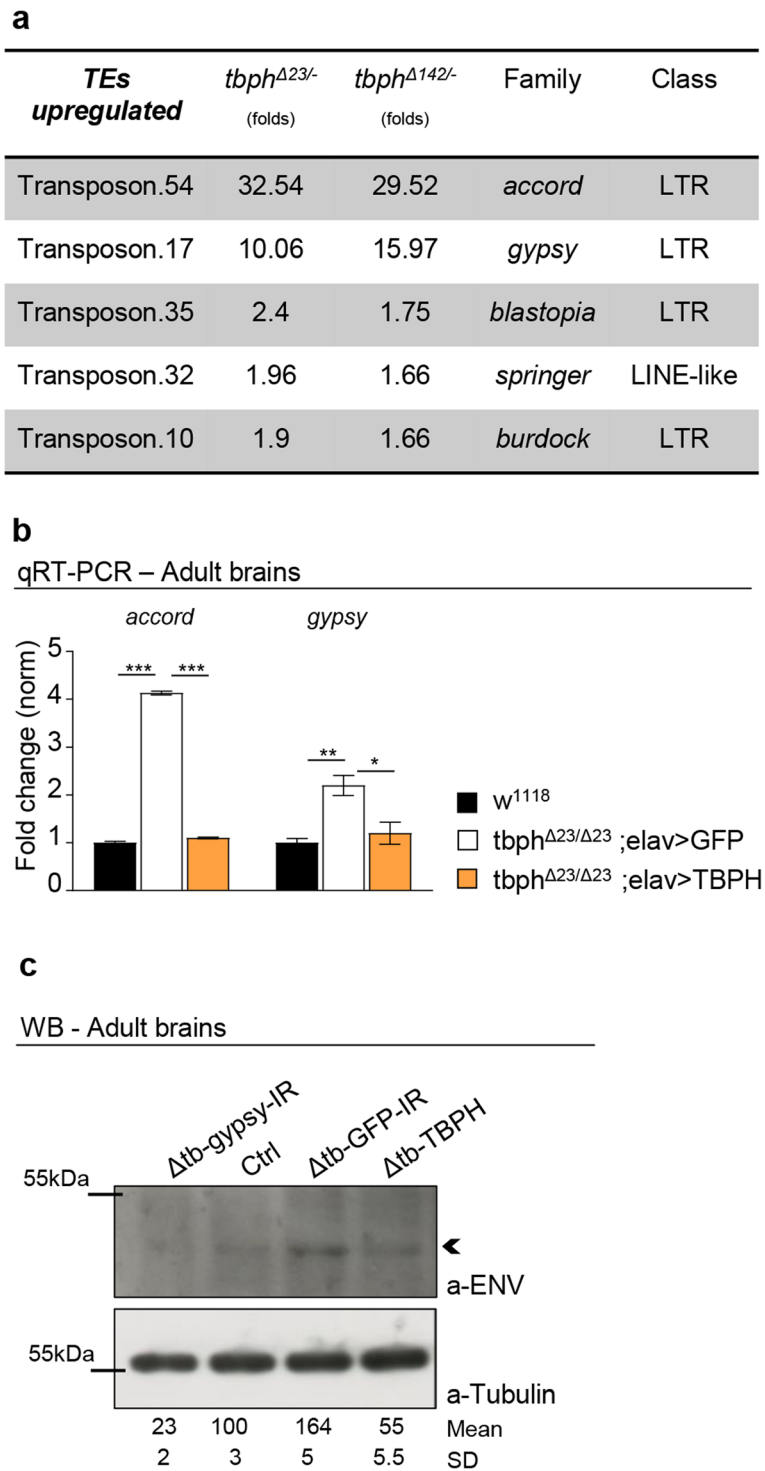 a
TEs upregulated tbphΔ23/- (folds) tbphΔ142/- (folds) Family Class
Transposon.54 32.54 29.52 accord LTR
Transposon.17 10.06 15.97 gypsy LTR
Transposon.35 2.4 1.75 blastopia LTR
Transposon.32 1.96 1.66 springer LINE-like
Transposon.10 1.9 1.66 burdock LTR
b
qRT-PCR – Adult brains
accord gypsy
Fold change (norm)
5
4
3
2
1
0
*** ***
** *
w1118
tbphΔ23/Δ23 ;elav>GFP
tbphΔ23/Δ23 ;elav>TBPH
c
WB - Adult brains
Δtb-gypsy-IR Ctrl Δtb-GFP-IR Δtb-TBPH
55kDa
a-ENV
55kDa
a-Tubulin
23 100 164 55 Mean
2 3 5 5.5 SD